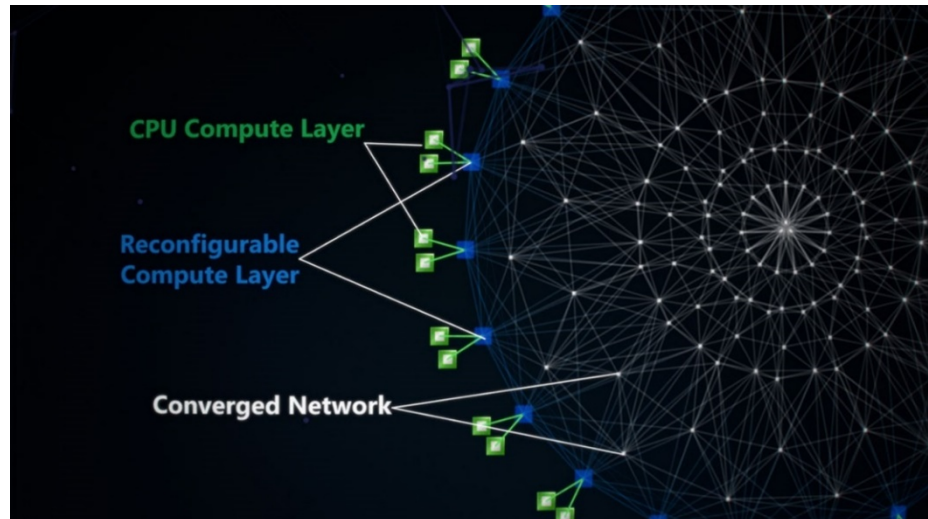 CPU Compute Layer
Reconfigurable
Compute Layer
Converged Network